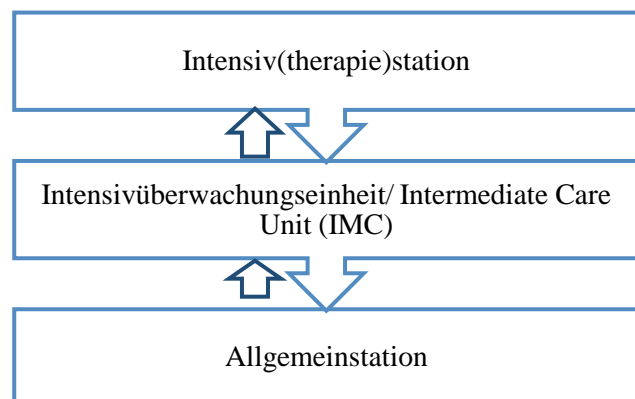 Intensiv(therapie)station
Intensivüberwachungseinheit/ Intermediate Care
Unit (IMC)
Allgemeinstation